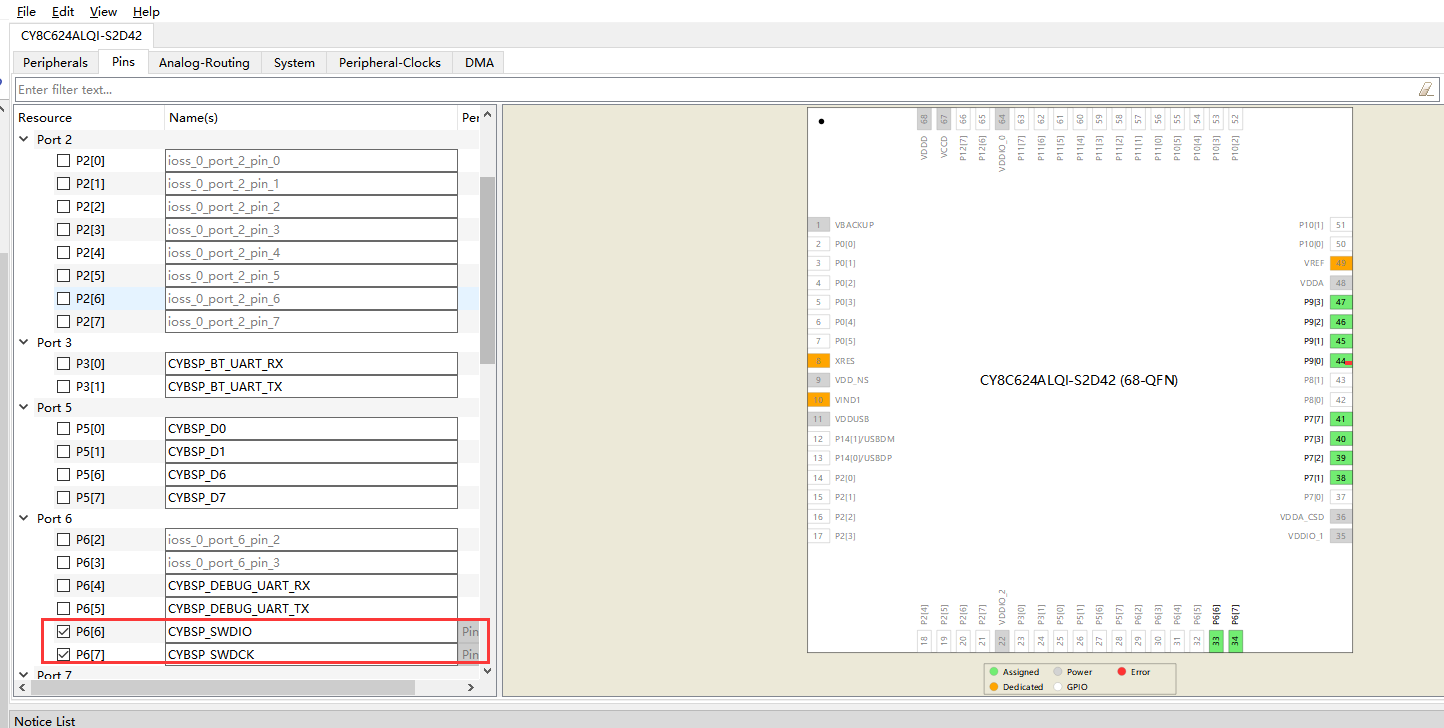 File Edit View Help
CY8C624ALQI-S2D42
Peripherals Pins Analog-Routing System Peripheral-Clocks DMA
Enter filter text...
Resource Name(s) Per
Port 2
P2[0] ioss_0_port_2_pin_0
P2[1] ioss_0_port_2_pin_1
P2[2] ioss_0_port_2_pin_2
P2[3] ioss_0_port_2_pin_3
P2[4] ioss_0_port_2_pin_4
P2[5] ioss_0_port_2_pin_5
P2[6] ioss_0_port_2_pin_6
P2[7] ioss_0_port_2_pin_7
Port 3
P3[0] CYBSP_BT_UART_RX
P3[1] CYBSP_BT_UART_TX
Port 5
P5[0] CYBSP_D0
P5[1] CYBSP_D1
P5[6] CYBSP_D6
P5[7] CYBSP_D7
Port 6
P6[2] ioss_0_port_6_pin_2
P6[3] ioss_0_port_6_pin_3
P6[4] CYBSP_DEBUG_UART_RX
P6[5] CYBSP_DEBUG_UART_TX
P6[6] CYBSP_SWDIO Pin
P6[7] CYBSP_SWDCK Pin
Port 7
68 67 66 65 64 63 62 61 60 59 58 57 56 55 54 53 52
VDDD VCCD P12[7] P12[6] VDDIO_0 P11[7] P11[6] P11[5] P11[4] P11[3] P11[2] P11[1] P11[0] P10[5] P10[4] P10[3] P10[2]
1 VBACKUP
2 P0[0]
3 P0[1]
4 P0[2]
5 P0[3]
6 P0[4]
7 P0[5]
8 XRES
9 VDD_NS
10 VIND1
11 VDDUSB
12 P14[1]/USBDM
13 P14[0]/USBDP
14 P2[0]
15 P2[1]
16 P2[2]
17 P2[3]
CY8C624ALQI-S2D42 (68-QFN)
P10[1] 51
P10[0] 50
VREF 49
VDDA 48
P9[3] 47
P9[2] 46
P9[1] 45
P9[0] 44
P8[1] 43
P8[0] 42
P7[7] 41
P7[3] 40
P7[2] 39
P7[1] 38
P7[0] 37
VDDA_CSD 36
VDDIO_1 35
P2[4] P2[5] P2[6] P2[7] VDDIO_2 P3[0] P3[1] P5[0] P5[1] P5[6] P5[7] P6[2] P6[3] P6[4] P6[5] P6[6] P6[7]
18 19 20 21 22 23 24 25 26 27 28 29 30 31 32 33 34
Assigned Power Error
Dedicated GPIO
Notice List